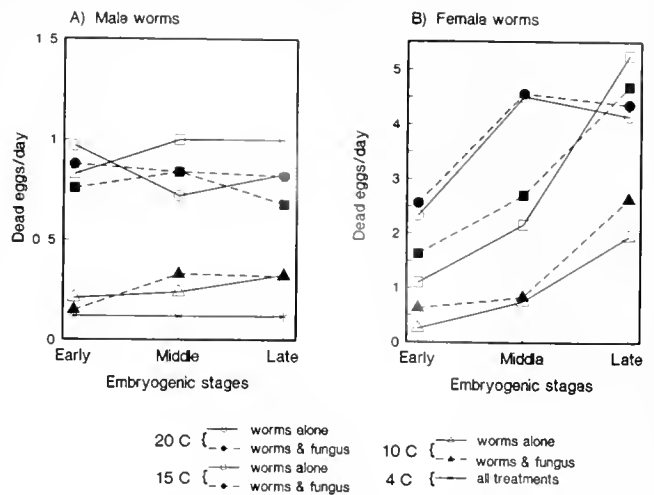 A) Male worms
B) Female worms
1 5
1
0 5
0
Dead eggs/day
Early Middle Late
Embryogenic stages
5
4
3
2
1
0
Dead eggs/day
Early Middla Late
Embryogenic stages
20 C { worms alone
worms & fungus
15 C { worms alone
worms & fungus
10 C { worms alone
worms & fungus
4 C { all treatments